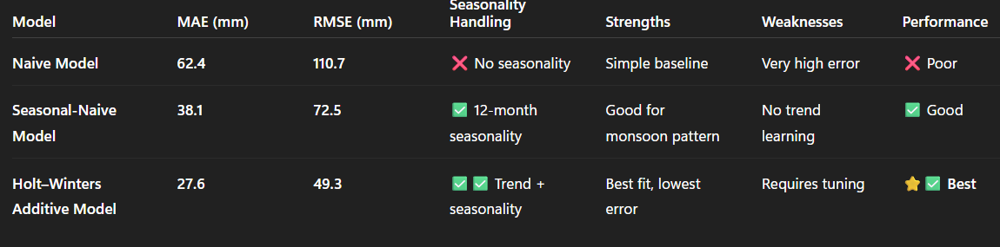 Model MAE (mm) RMSE (mm) Seasonality Handling Strengths Weaknesses Performance
Naive Model 62.4 110.7 ❌ No seasonality Simple baseline Very high error ❌ Poor
Seasonal-Naive Model 38.1 72.5 ✅ 12-month seasonality Good for monsoon pattern No trend learning ✅ Good
Holt–Winters Additive Model 27.6 49.3 ✅ ✅ Trend + seasonality Best fit, lowest error Requires tuning ⭐ ✅ Best